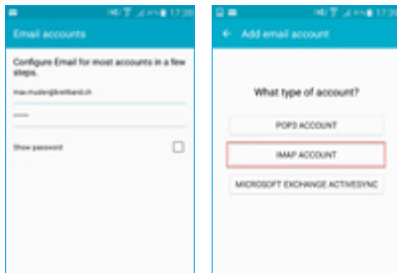 17:38
Email accounts
Configure Email for most accounts in a few
steps.
max.muster@breitband.ch
Show password
17:39
Add email account
What type of account?
POP3 ACCOUNT
IMAP ACCOUNT
MICROSOFT EXCHANGE ACTIVESYNC